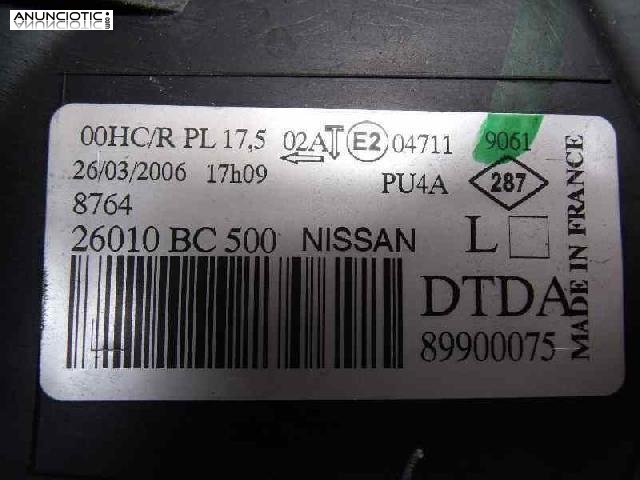 ANUNCIOTIC.es
00HC/R PL 17,5 02A E2 04711 9061
26/03/2006 17h09 PU4A 287
8764
26010 BC 500 NISSAN L
DTDA
89900075
MADE IN FRANCE